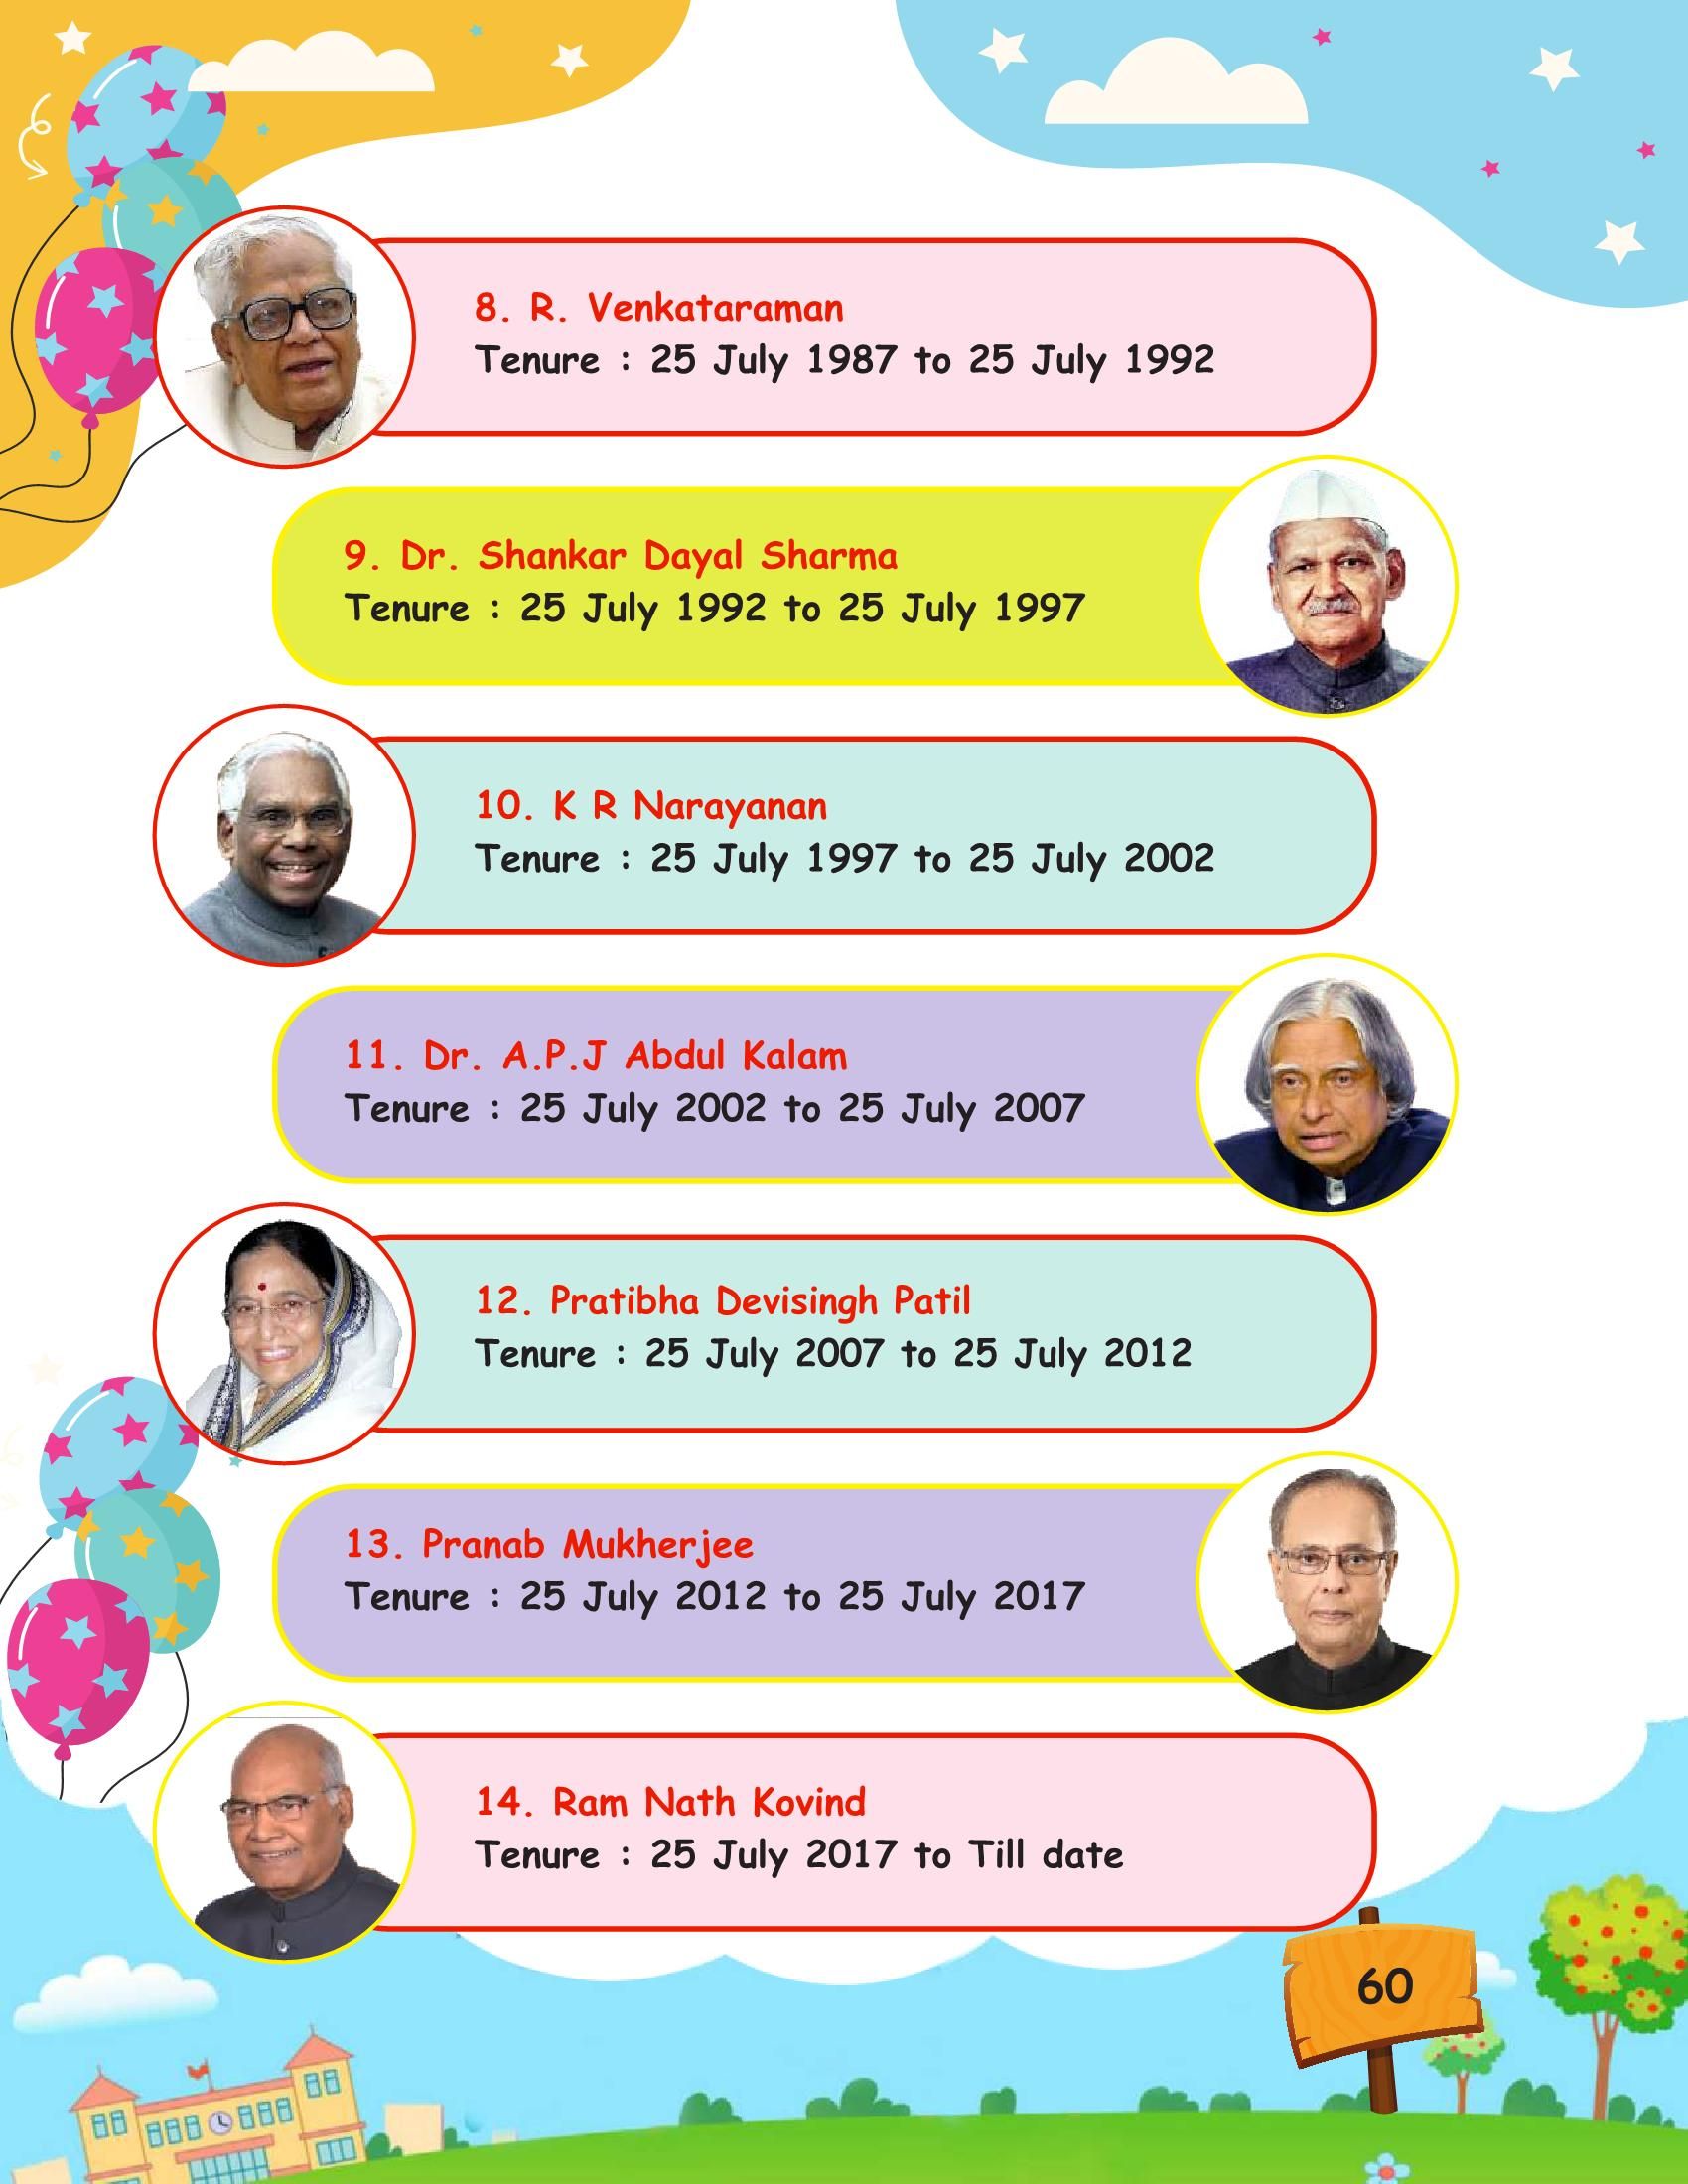 8. R. Venkataraman
Tenure : 25 July 1987 to 25 July 1992
9. Dr. Shankar Dayal Sharma
Tenure : 25 July 1992 to 25 July 1997
10. K R Narayanan
Tenure : 25 July 1997 to 25 July 2002
11. Dr. A.P.J Abdul Kalam
Tenure : 25 July 2002 to 25 July 2007
12. Pratibha Devisingh Patil
Tenure : 25 July 2007 to 25 July 2012
13. Pranab Mukherjee
Tenure : 25 July 2012 to 25 July 2017
14. Ram Nath Kovind
Tenure : 25 July 2017 to Till date
60